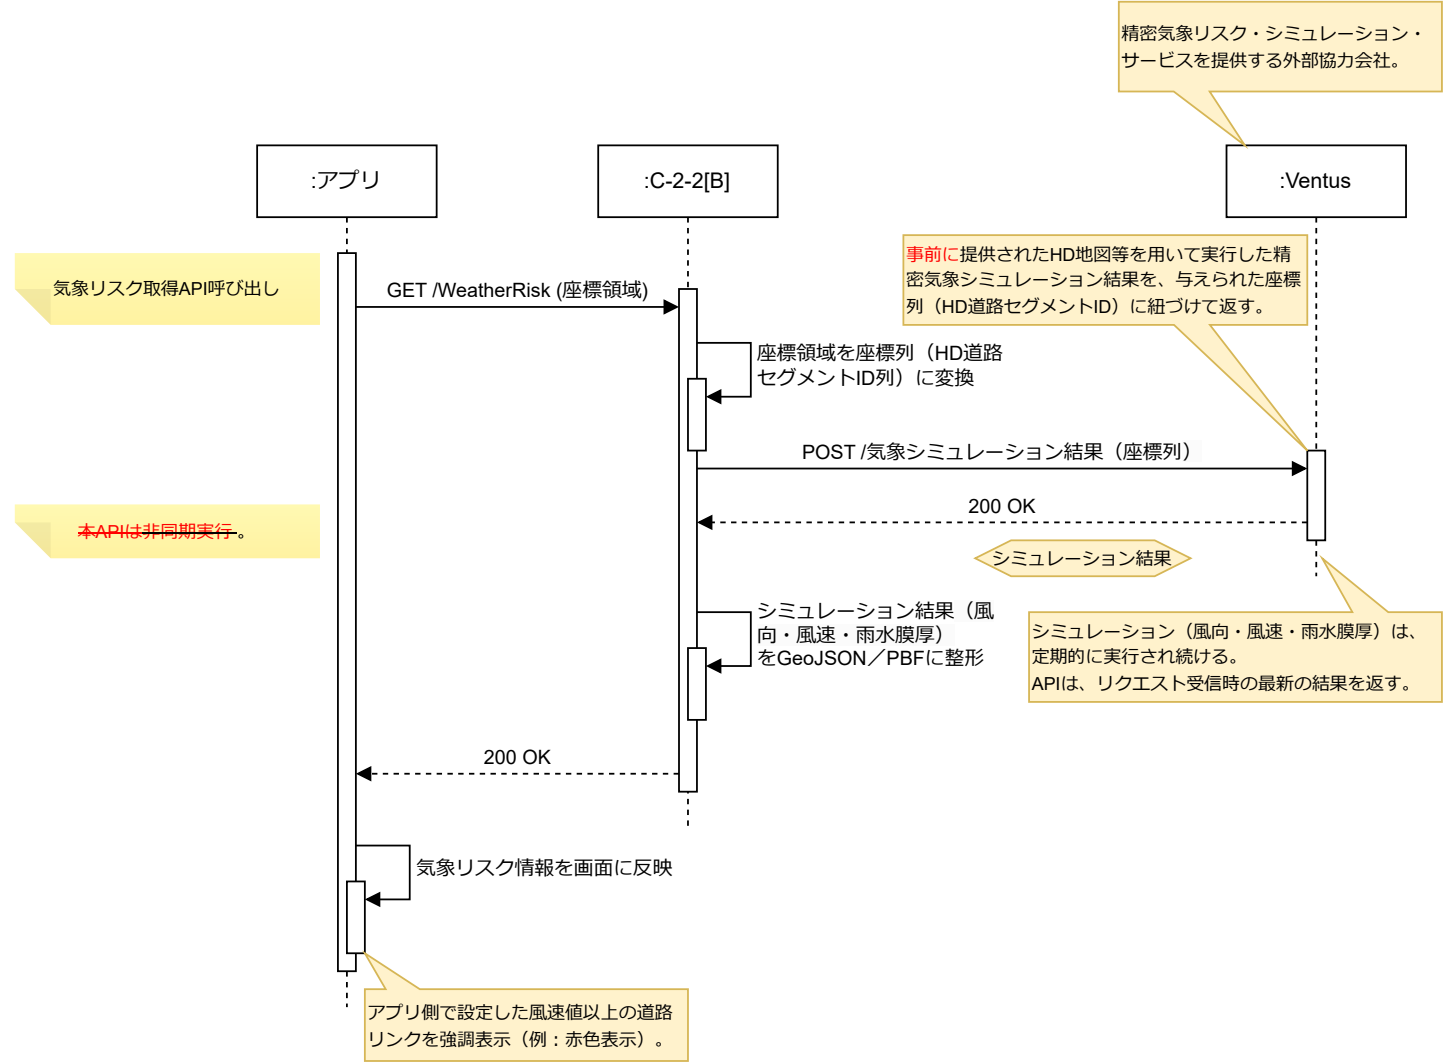 精密気象リスク・シミュレーション・
サービスを提供する外部協力会社。
:アプリ
:C-2-2[B]
:Ventus
事前に提供されたHD地図等を用いて実行した精
密気象シミュレーション結果を、与えられた座標
列（HD道路セグメントID）に紐づけて返す。
気象リスク取得API呼び出し
GET /WeatherRisk (座標領域)
座標領域を座標列（HD道路
セグメントID列）に変換
POST /気象シミュレーション結果（座標列）
200 OK
本APIは非同期実行 。
シミュレーション結果
シミュレーション結果（風
向・風速・雨水膜厚）
をGeoJSON／PBFに整形
シミュレーション（風向・風速・雨水膜厚）は、
定期的に実行され続ける。
APIは、リクエスト受信時の最新の結果を返す。
200 OK
気象リスク情報を画面に反映
アプリ側で設定した風速値以上の道路
リンクを強調表示（例：赤色表示）。